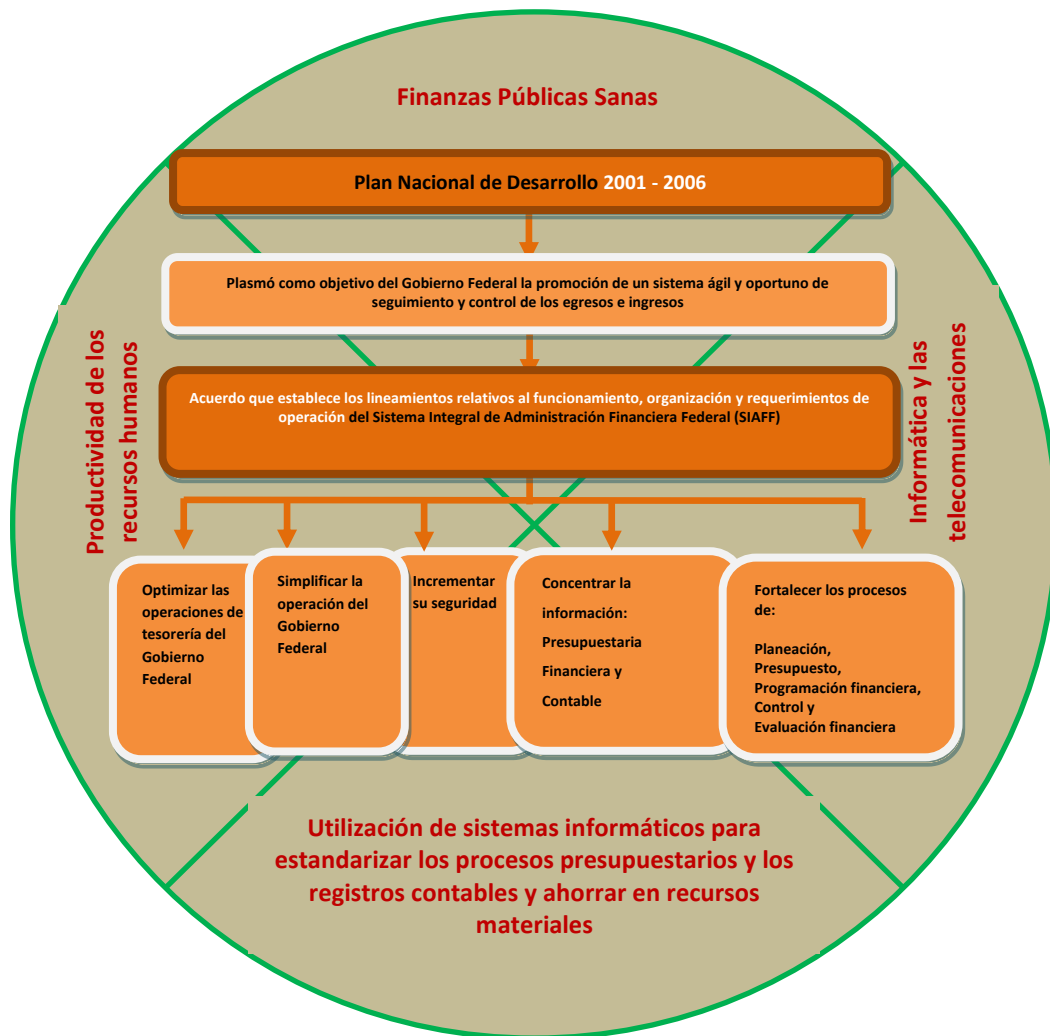 Finanzas Públicas Sanas
Plan Nacional de Desarrollo 2001 - 2006
Plasmó como objetivo del Gobierno Federal la promoción de un sistema ágil y oportuno de
seguimiento y control de los egresos e ingresos
Productividad de los
recursos humanos
Informática y las
telecomunicaciones
Acuerdo que establece los lineamientos relativos al funcionamiento, organización y requerimientos de
operación del Sistema Integral de Administración Financiera Federal (SIAFF)
Optimizar las
operaciones de
tesorería del
Gobierno
Federal
Simplificar la
operación del
Gobierno
Federal
Incrementar
su seguridad
Concentrar la
información:
Presupuestaria
Financiera y
Contable
Fortalecer los procesos
de:
Planeación,
Presupuesto,
Programación financiera,
Control y
Evaluación financiera
Utilización de sistemas informáticos para
estandarizar los procesos presupuestarios y los
registros contables y ahorrar en recursos
materiales